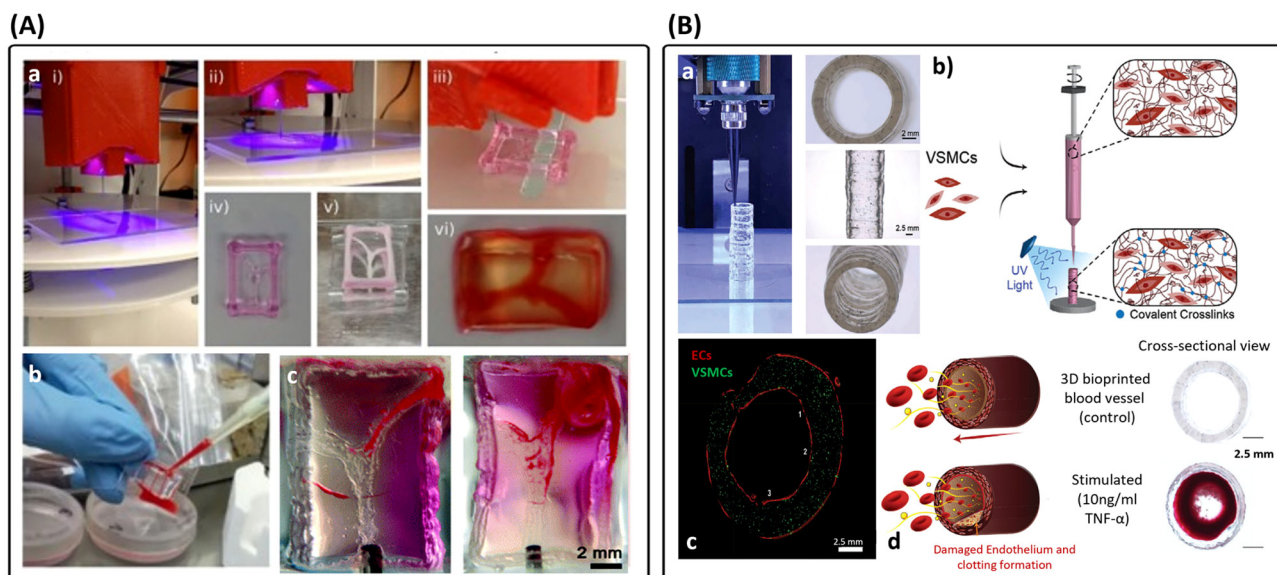 (A)
a
i)
ii)
iii)
iv)
v)
vi)
b
c
2 mm
(B)
a
2 mm
2.5 mm
b)
VSMCs
UV
Light
Covalent Crosslinks
ECs
VSMCs
1
2
3
c
2.5 mm
Cross-sectional view
3D bioprinted
blood vessel
(control)
2.5 mm
Stimulated
(10ng/ml
TNF-α)
d
Damaged Endothelium and
clotting formation